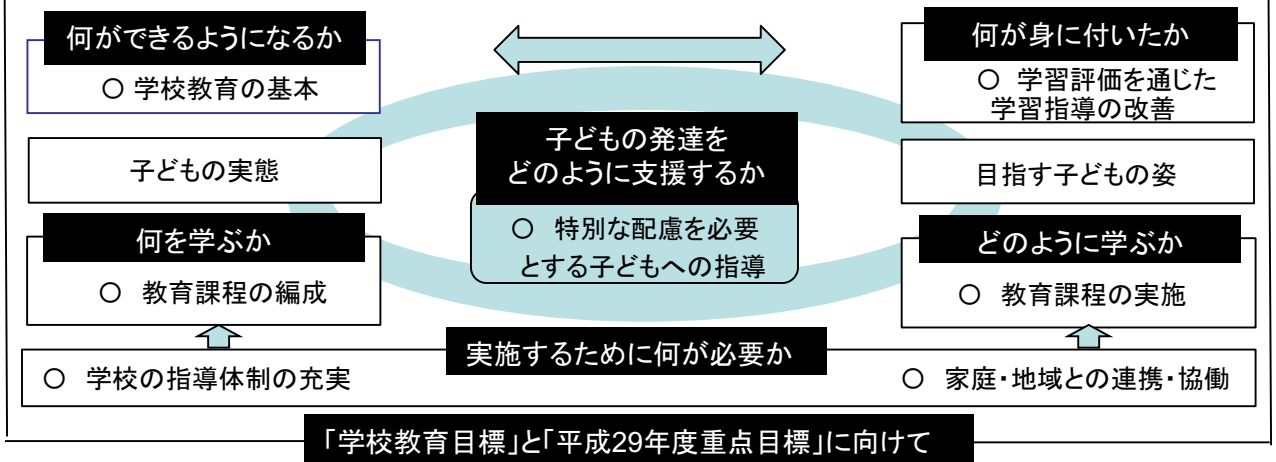 何ができるようになるか
○ 学校教育の基本
何が身に付いたか
○ 学習評価を通じた
学習指導の改善
子どもの発達を
どのように支援するか
○ 特別な配慮を必要
とする子どもへの指導
子どもの実態
目指す子どもの姿
何を学ぶか
○ 教育課程の編成
どのように学ぶか
○ 教育課程の実施
実施するために何が必要か
○ 学校の指導体制の充実
○ 家庭・地域との連携・協働
「学校教育目標」と「平成29年度重点目標」に向けて